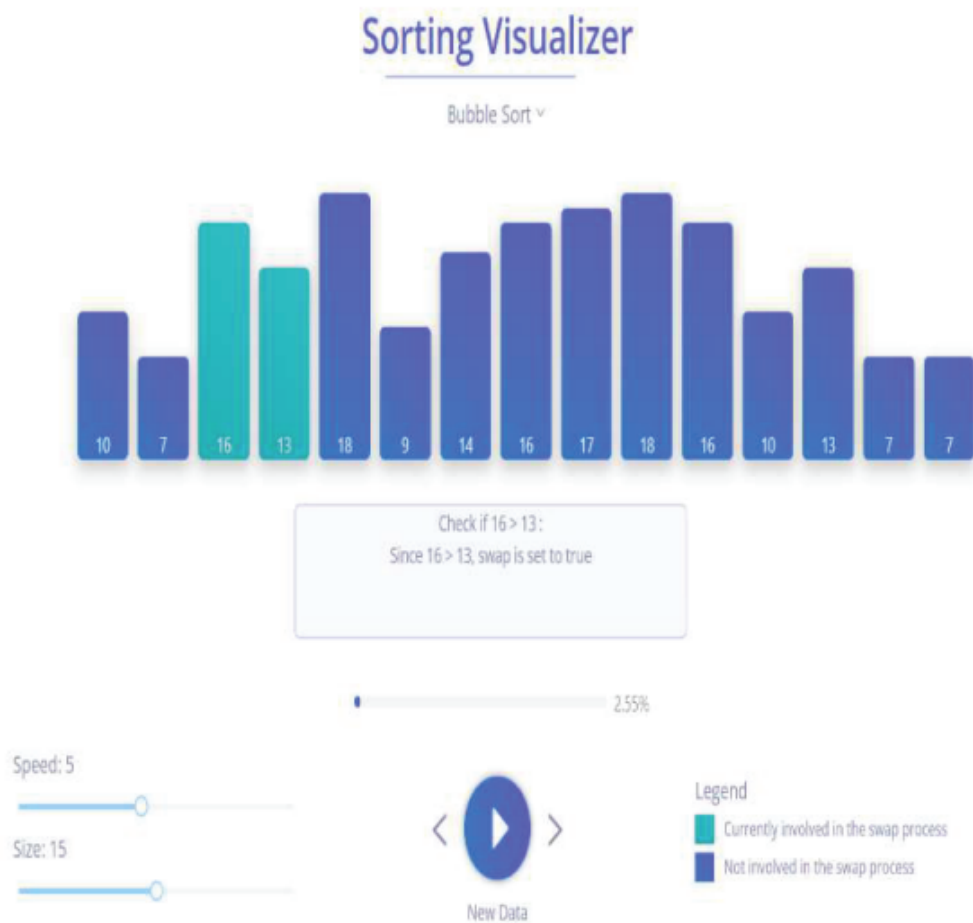 Sorting Visualizer
Bubble Sort ˅
10 7 16 13 18 9 14 16 17 18 16 10 13 7 7
Check if 16 > 13 :
Since 16 > 13, swap is set to true
2.55%
Speed: 5
Size: 15
New Data
Legend
Currently involved in the swap process
Not involved in the swap process